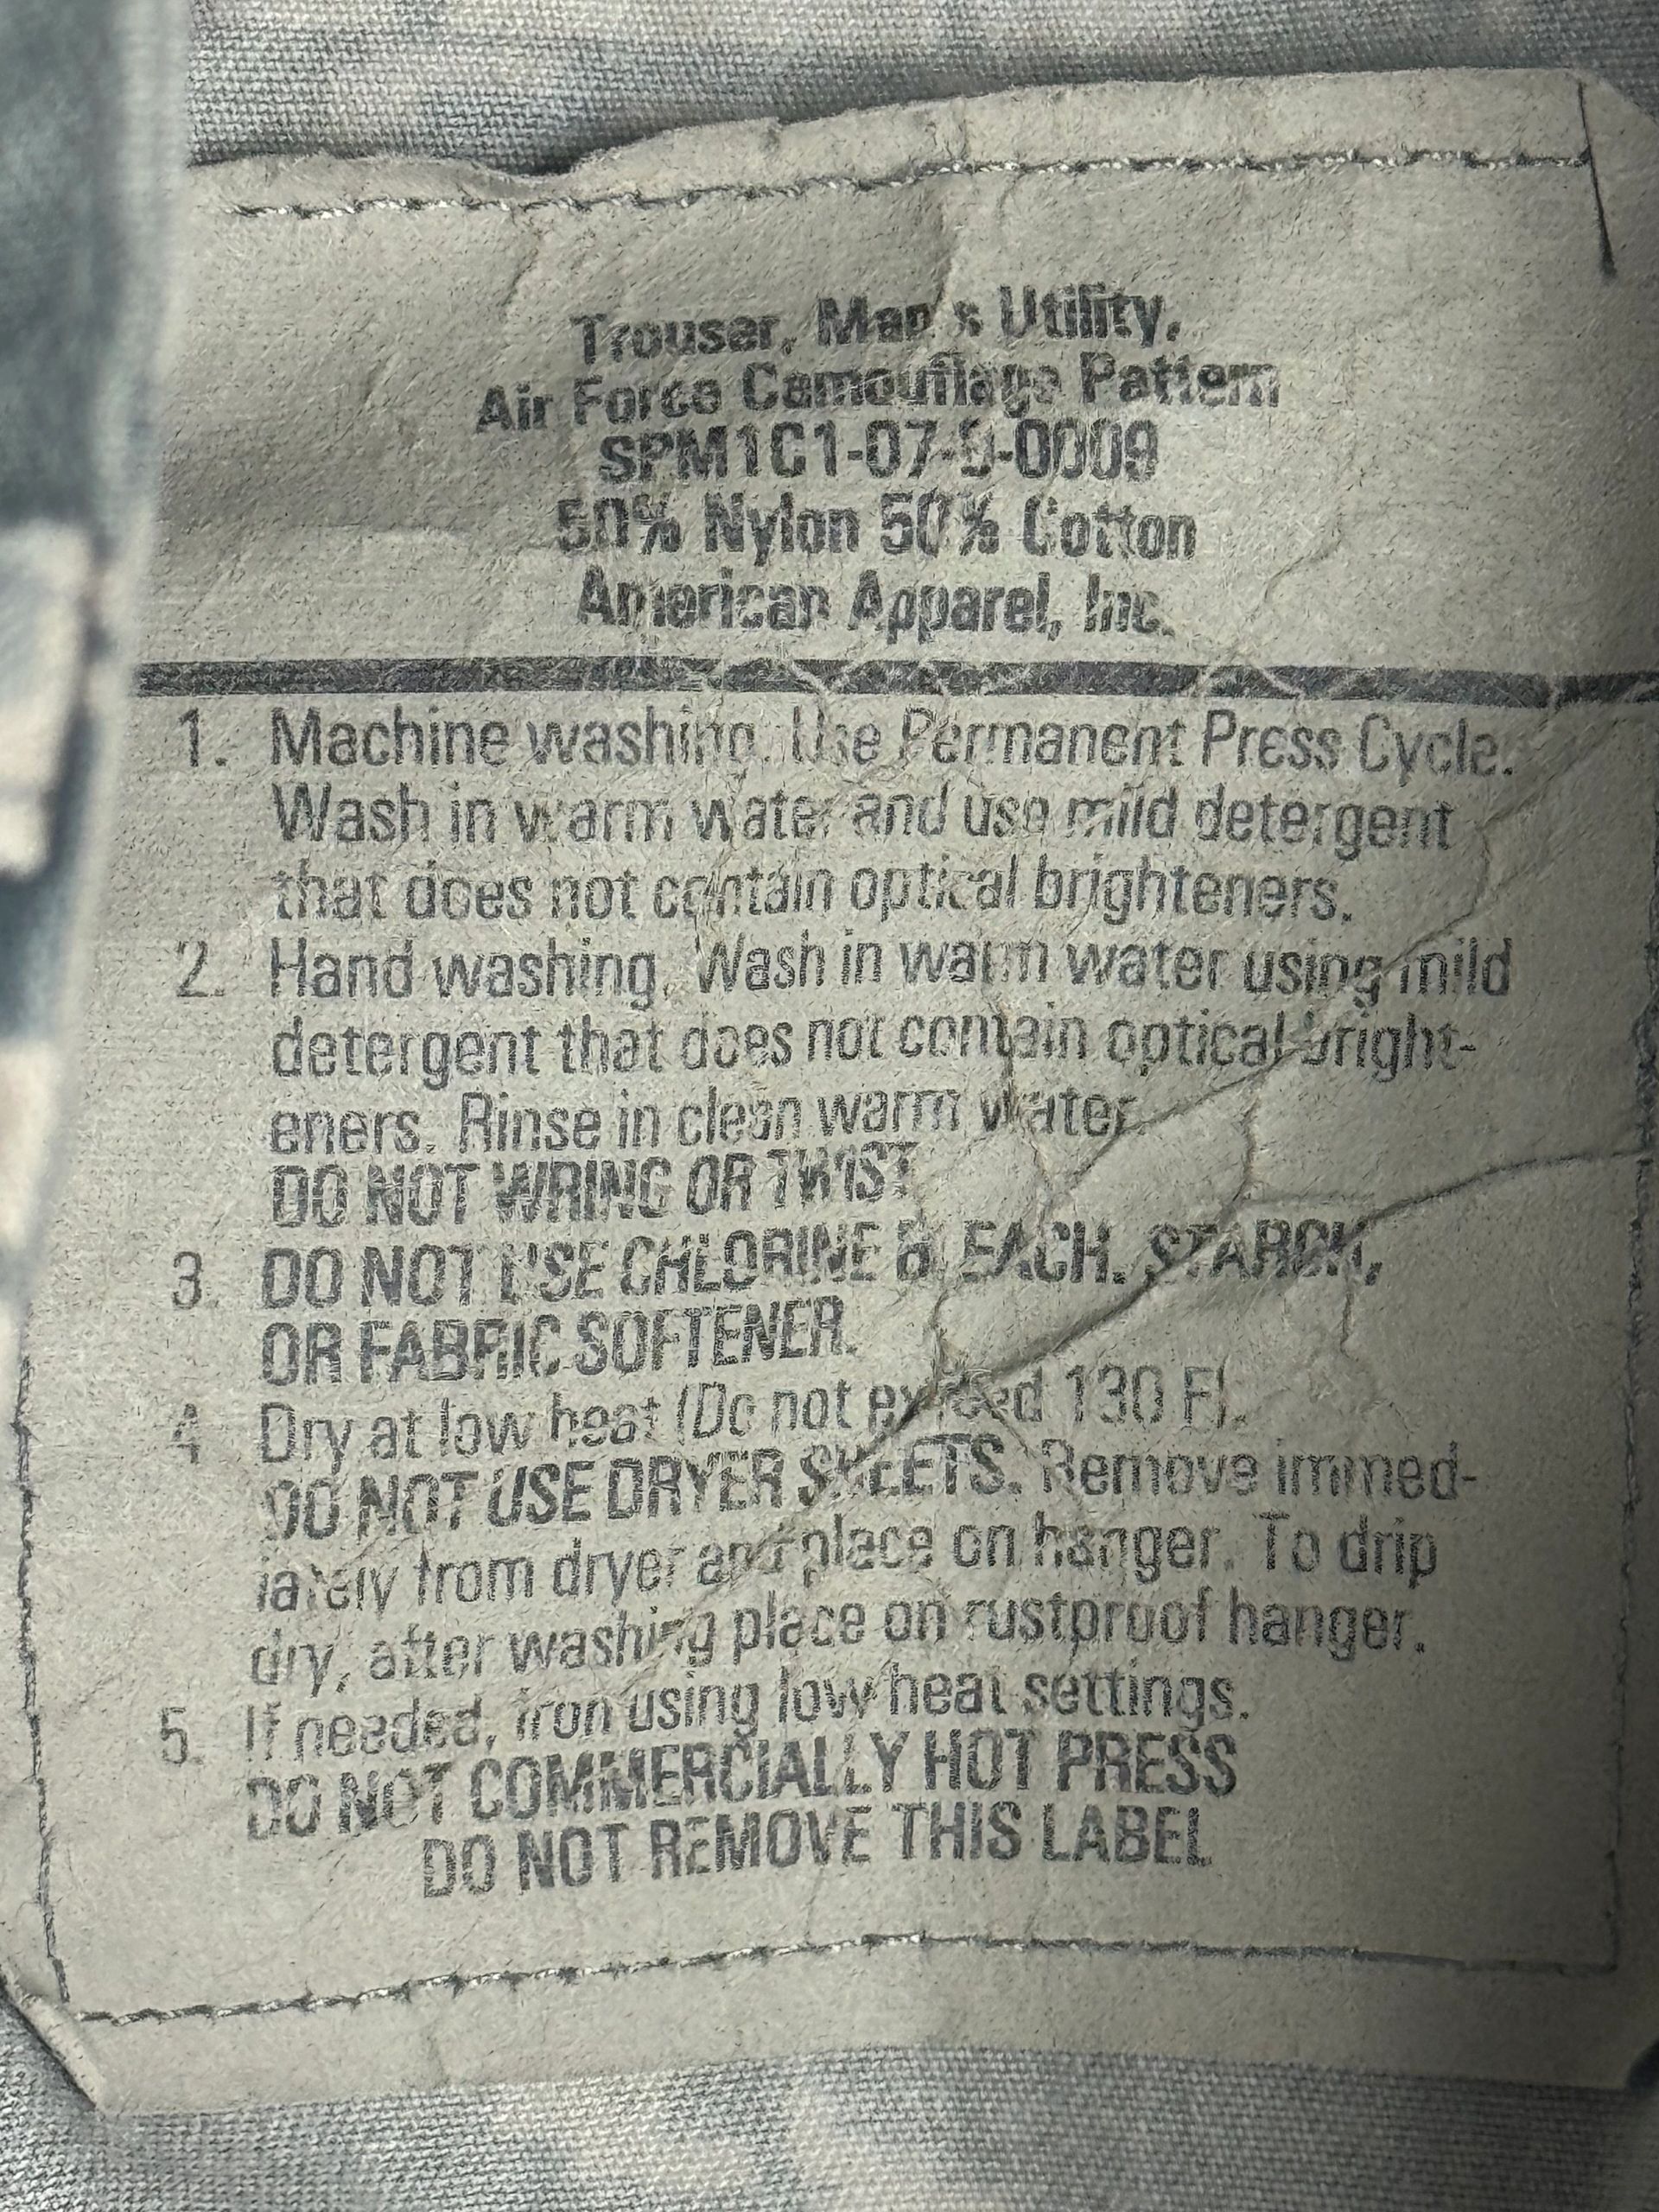 Trouser, Man's Utility,
Air Force Camouflage Pattern
SPM1C1-07-D-0009
50% Nylon 50% Cotton
American Apparel, Inc.
1. Machine washing. Use Permanent Press Cycle.
Wash in warm water and use mild detergent
that does not contain optical brighteners.
2. Hand washing. Wash in warm water using mild
detergent that does not contain optical bright-
eners. Rinse in clean warm water.
DO NOT WRING OR TWIST
3. DO NOT USE CHLORINE BLEACH. STARCH,
OR FABRIC SOFTENER.
4 Dry at low heat (Do not exceed 130 F).
DO NOT USE DRYER SHEETS. Remove immed-
iately from dryer and place on hanger. To drip
dry, after washing place on rustproof hanger.
5. If needed, iron using low heat settings.
DO NOT COMMERCIALLY HOT PRESS
DO NOT REMOVE THIS LABEL